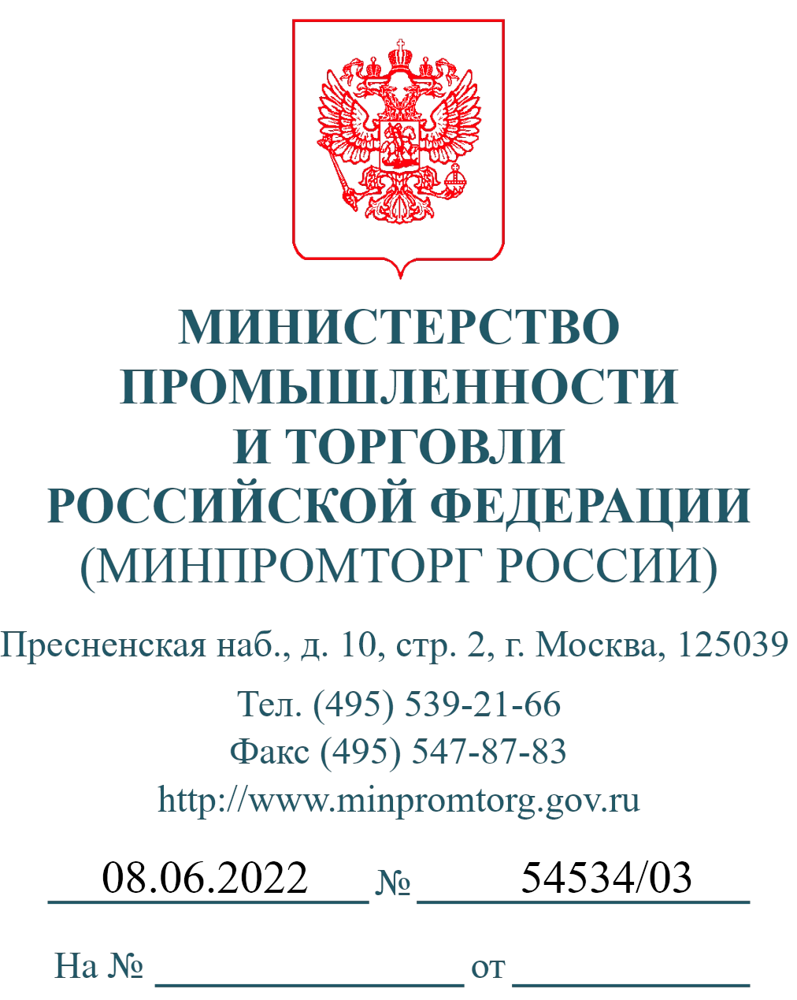 МИНИСТЕРСТВО
ПРОМЫШЛЕННОСТИ
И ТОРГОВЛИ
РОССИЙСКОЙ ФЕДЕРАЦИИ
(МИНПРОМТОРГ РОССИИ)
Пресненская наб., д. 10, стр. 2, г. Москва, 125039
Тел. (495) 539-21-66
Факс (495) 547-87-83
http://www.minpromtorg.gov.ru
08.06.2022 № 54534/03
На № от